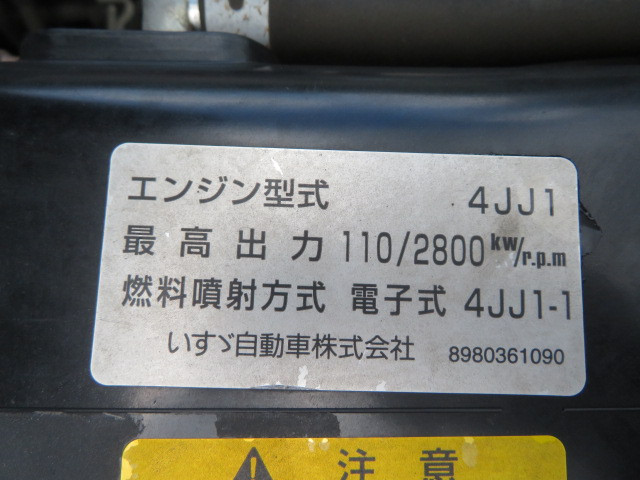 エンジン型式 4JJ1
最高出力 110/2800 kw/r.p.m
燃料噴射方式 電子式 4JJ1-1
いすゞ自動車株式会社 8980361090
注意